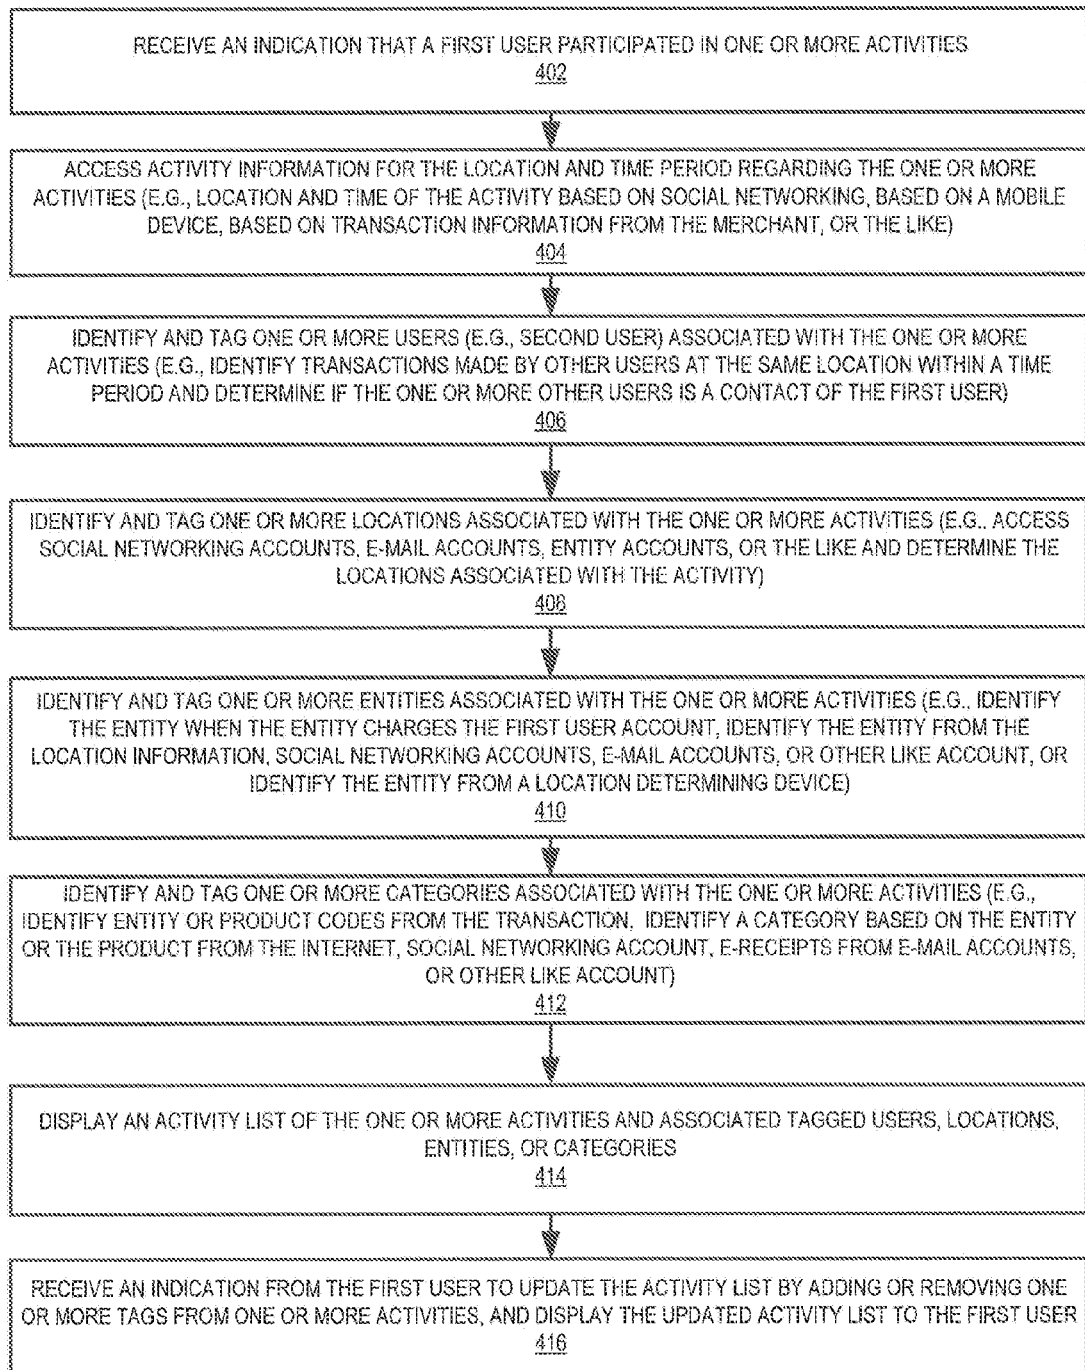 RECEIVE AN INDICATION THAT A FIRST USER PARTICIPATED IN ONE OR MORE ACTIVITIES
402
ACCESS ACTIVITY INFORMATION FOR THE LOCATION AND TIME PERIOD REGARDING THE ONE OR MORE
ACTIVITIES (E.G., LOCATION AND TIME OF THE ACTIVITY BASED ON SOCIAL NETWORKING, BASED ON A MOBILE
DEVICE, BASED ON TRANSACTION INFORMATION FROM THE MERCHANT, OR THE LIKE)
404
IDENTIFY AND TAG ONE OR MORE USERS (E.G., SECOND USER) ASSOCIATED WITH THE ONE OR MORE
ACTIVITIES (E.G., IDENTIFY TRANSACTIONS MADE BY OTHER USERS AT THE SAME LOCATION WITHIN A TIME
PERIOD AND DETERMINE IF THE ONE OR MORE OTHER USERS IS A CONTACT OF THE FIRST USER)
406
IDENTIFY AND TAG ONE OR MORE LOCATIONS ASSOCIATED WITH THE ONE OR MORE ACTIVITIES (E.G., ACCESS
SOCIAL NETWORKING ACCOUNTS, E-MAIL ACCOUNTS, ENTITY ACCOUNTS, OR THE LIKE AND DETERMINE THE
LOCATIONS ASSOCIATED WITH THE ACTIVITY)
408
IDENTIFY AND TAG ONE OR MORE ENTITIES ASSOCIATED WITH THE ONE OR MORE ACTIVITIES (E.G., IDENTIFY
THE ENTITY WHEN THE ENTITY CHARGES THE FIRST USER ACCOUNT, IDENTIFY THE ENTITY FROM THE
LOCATION INFORMATION, SOCIAL NETWORKING ACCOUNTS, E-MAIL ACCOUNTS, OR OTHER LIKE ACCOUNT, OR
IDENTIFY THE ENTITY FROM A LOCATION DETERMINING DEVICE)
410
IDENTIFY AND TAG ONE OR MORE CATEGORIES ASSOCIATED WITH THE ONE OR MORE ACTIVITIES (E.G.,
IDENTIFY ENTITY OR PRODUCT CODES FROM THE TRANSACTION, IDENTIFY A CATEGORY BASED ON THE ENTITY
OR THE PRODUCT FROM THE INTERNET, SOCIAL NETWORKING ACCOUNT, E-RECEIPTS FROM E-MAIL ACCOUNTS,
OR OTHER LIKE ACCOUNT)
412
DISPLAY AN ACTIVITY LIST OF THE ONE OR MORE ACTIVITIES AND ASSOCIATED TAGGED USERS, LOCATIONS,
ENTITIES, OR CATEGORIES
414
RECEIVE AN INDICATION FROM THE FIRST USER TO UPDATE THE ACTIVITY LIST BY ADDING OR REMOVING ONE
OR MORE TAGS FROM ONE OR MORE ACTIVITIES, AND DISPLAY THE UPDATED ACTIVITY LIST TO THE FIRST USER
416